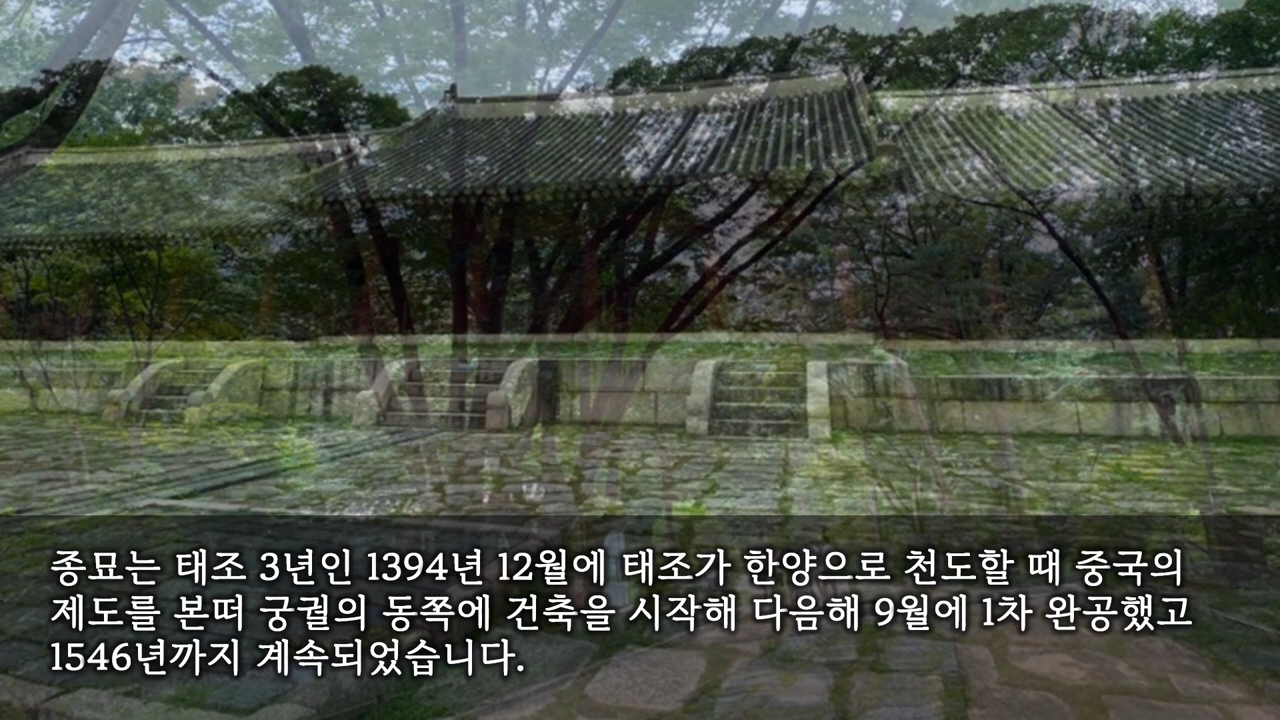 종묘는 태조 3년인 1394년 12월에 태조가 한양으로 천도할 때 중국의
제도를 본떠 궁궐의 동쪽에 건축을 시작해 다음해 9월에 1차 완공했고
1546년까지 계속되었습니다.